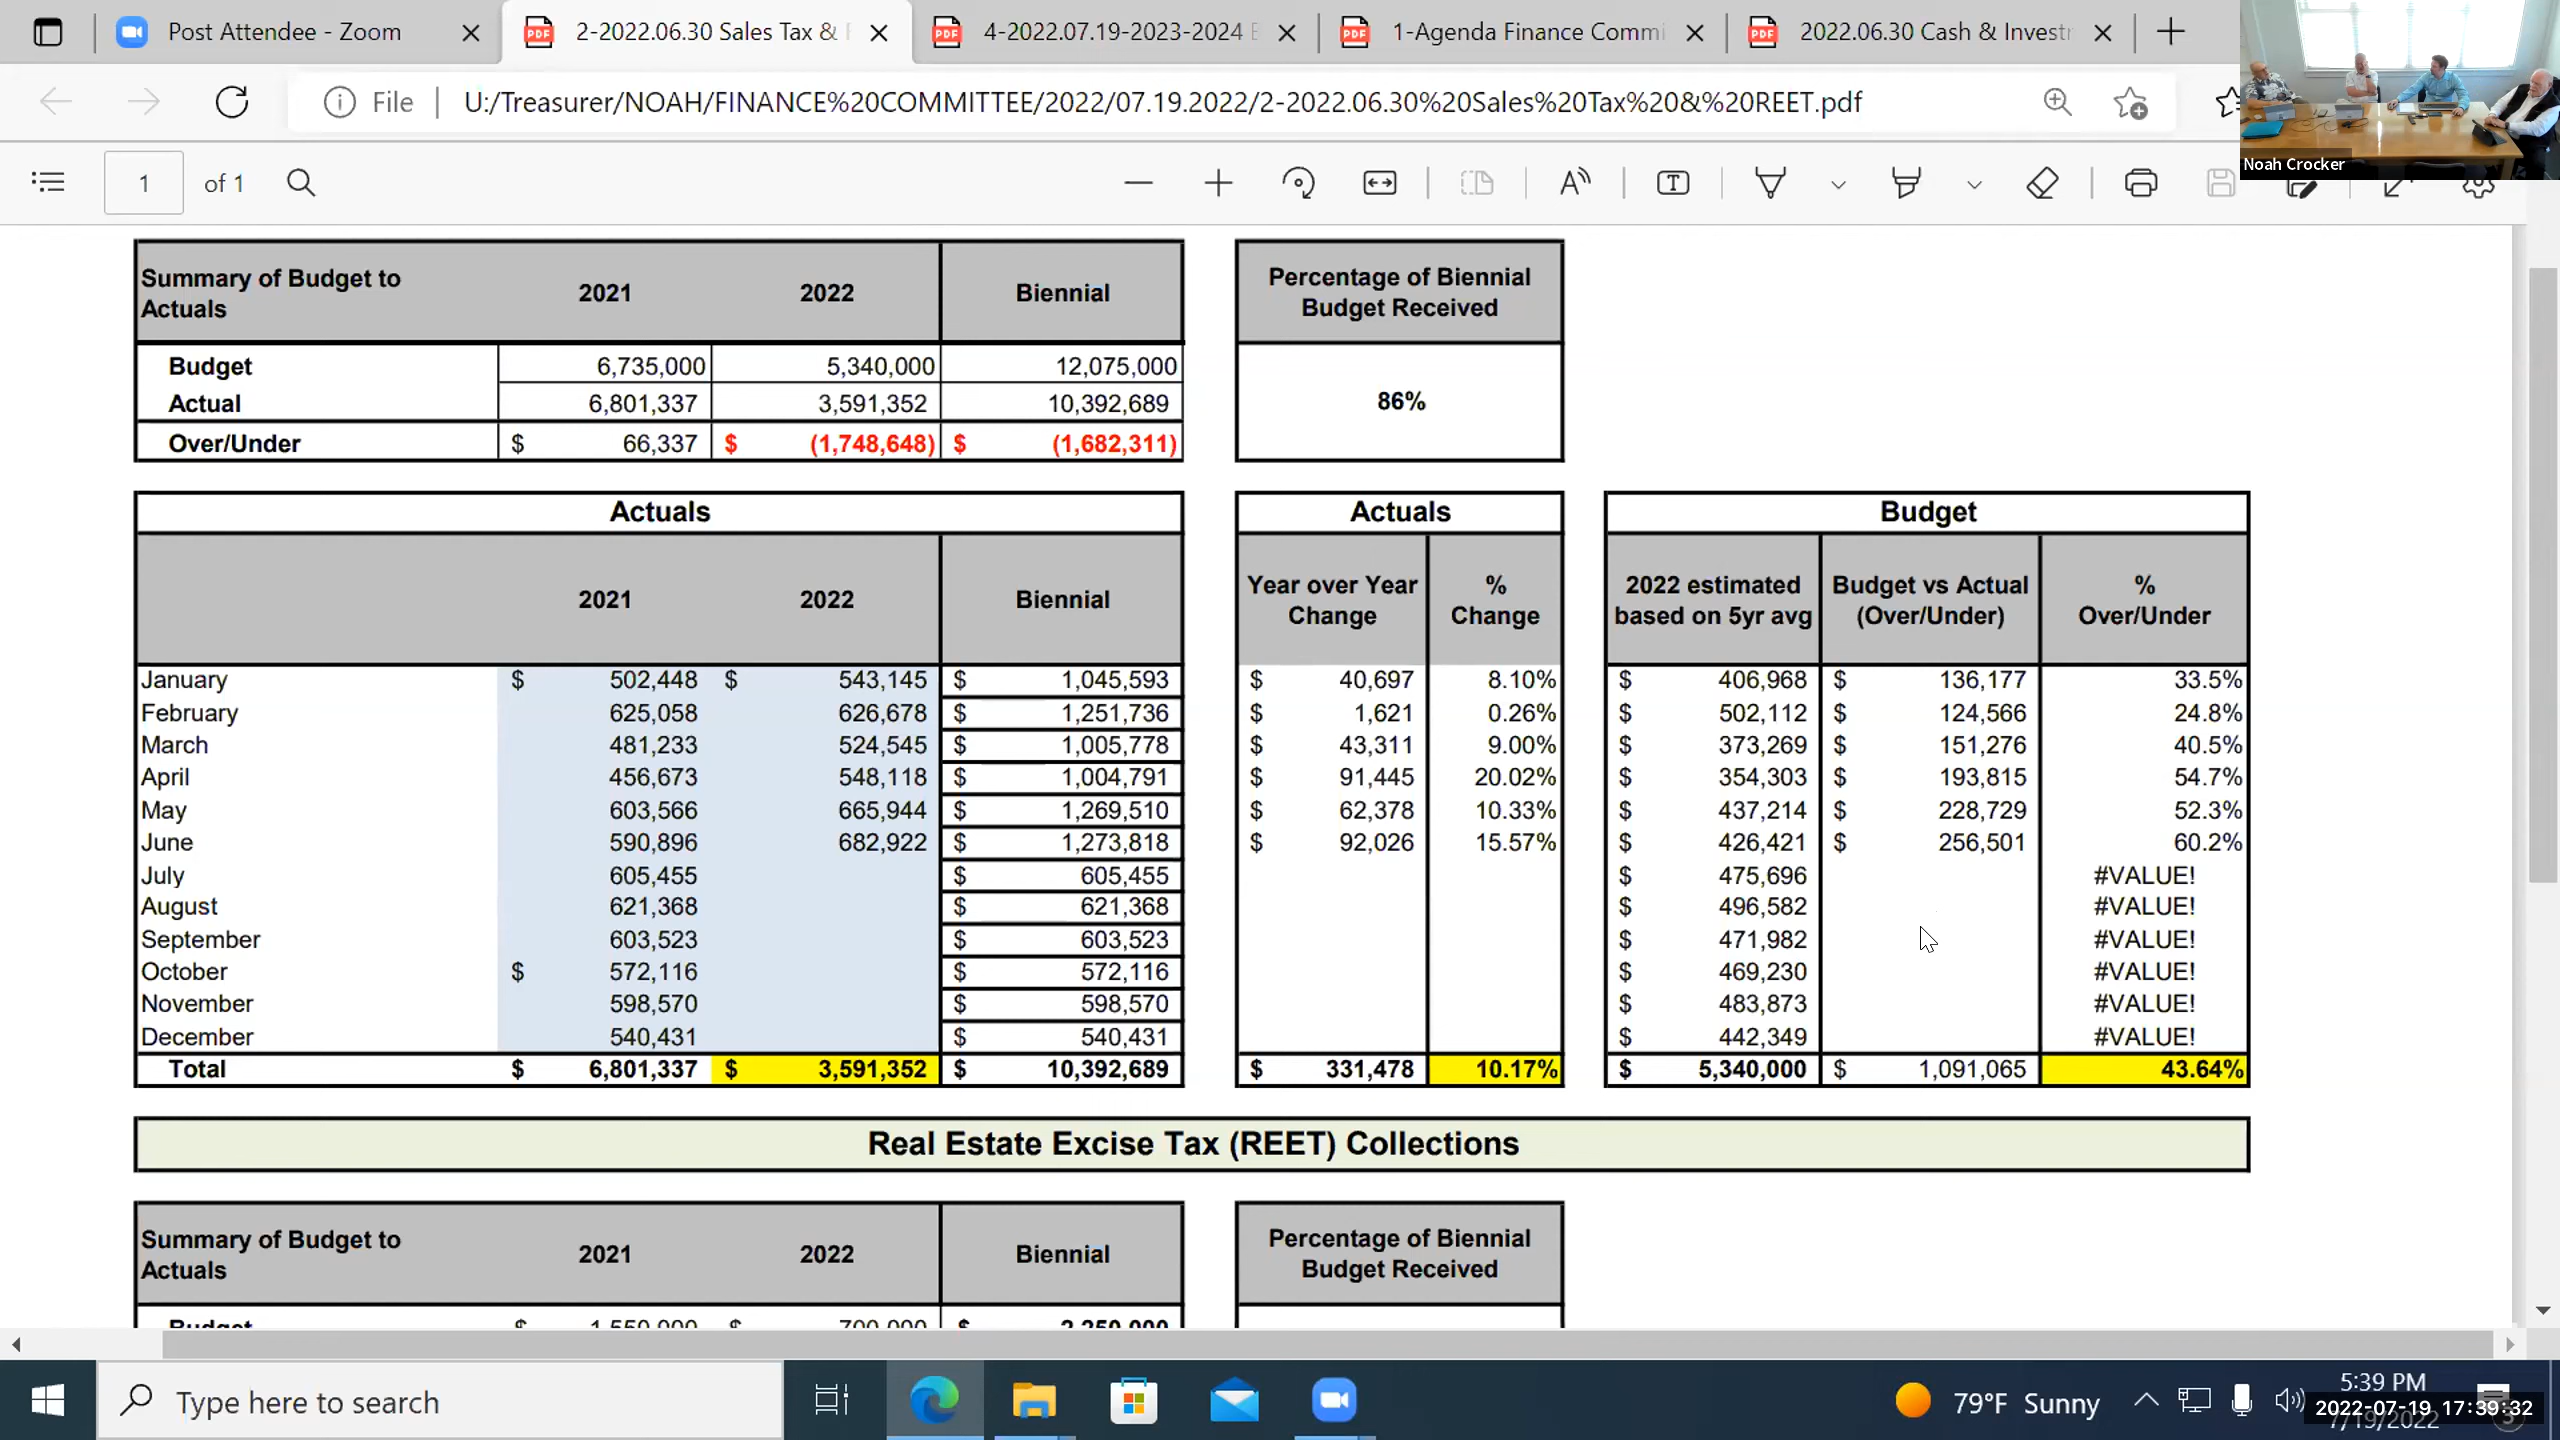 Post Attendee - Zoom
2-2022.06.30 Sales Tax &
4-2022.07.19-2023-2024
1-Agenda Finance Commi
2022.06.30 Cash & Invest
File U:/Treasurer/NOAH/FINANCE%20COMMITTEE/2022/07.19.2022/2-2022.06.30%20Sales%20Tax%20&%20REET.pdf
Noah Crocker
1 of 1
Summary of Budget to Actuals 2021 2022 Biennial
Budget 6,735,000 5,340,000 12,075,000
Actual 6,801,337 3,591,352 10,392,689
Over/Under $ 66,337 $ (1,748,648) $ (1,682,311)
Percentage of Biennial
Budget Received
86%
Actuals Actuals Budget
2021 2022 Biennial Year over Year Change % Change 2022 estimated based on 5yr avg Budget vs Actual (Over/Under) % Over/Under
January $ 502,448 $ 543,145 $ 1,045,593 $ 40,697 8.10% $ 406,968 $ 136,177 33.5%
February 625,058 626,678 $ 1,251,736 $ 1,621 0.26% $ 502,112 $ 124,566 24.8%
March 481,233 524,545 $ 1,005,778 $ 43,311 9.00% $ 373,269 $ 151,276 40.5%
April 456,673 548,118 $ 1,004,791 $ 91,445 20.02% $ 354,303 $ 193,815 54.7%
May 603,566 665,944 $ 1,269,510 $ 62,378 10.33% $ 437,214 $ 228,729 52.3%
June 590,896 682,922 $ 1,273,818 $ 92,026 15.57% $ 426,421 $ 256,501 60.2%
July 605,455 $ 605,455 $ 475,696 #VALUE!
August 621,368 $ 621,368 $ 496,582 #VALUE!
September 603,523 $ 603,523 $ 471,982 #VALUE!
October $ 572,116 $ 572,116 $ 469,230 #VALUE!
November 598,570 $ 598,570 $ 483,873 #VALUE!
December 540,431 $ 540,431 $ 442,349 #VALUE!
Total $ 6,801,337 $ 3,591,352 $ 10,392,689 $ 331,478 10.17% $ 5,340,000 $ 1,091,065 43.64%
Real Estate Excise Tax (REET) Collections
Summary of Budget to Actuals 2021 2022 Biennial
Percentage of Biennial
Budget Received
Budget $ 1,550,000 $ 700,000 $ 2,250,000
Type here to search
79°F Sunny
5:39 PM
2022-07-19 17:39:32
7/19/2022